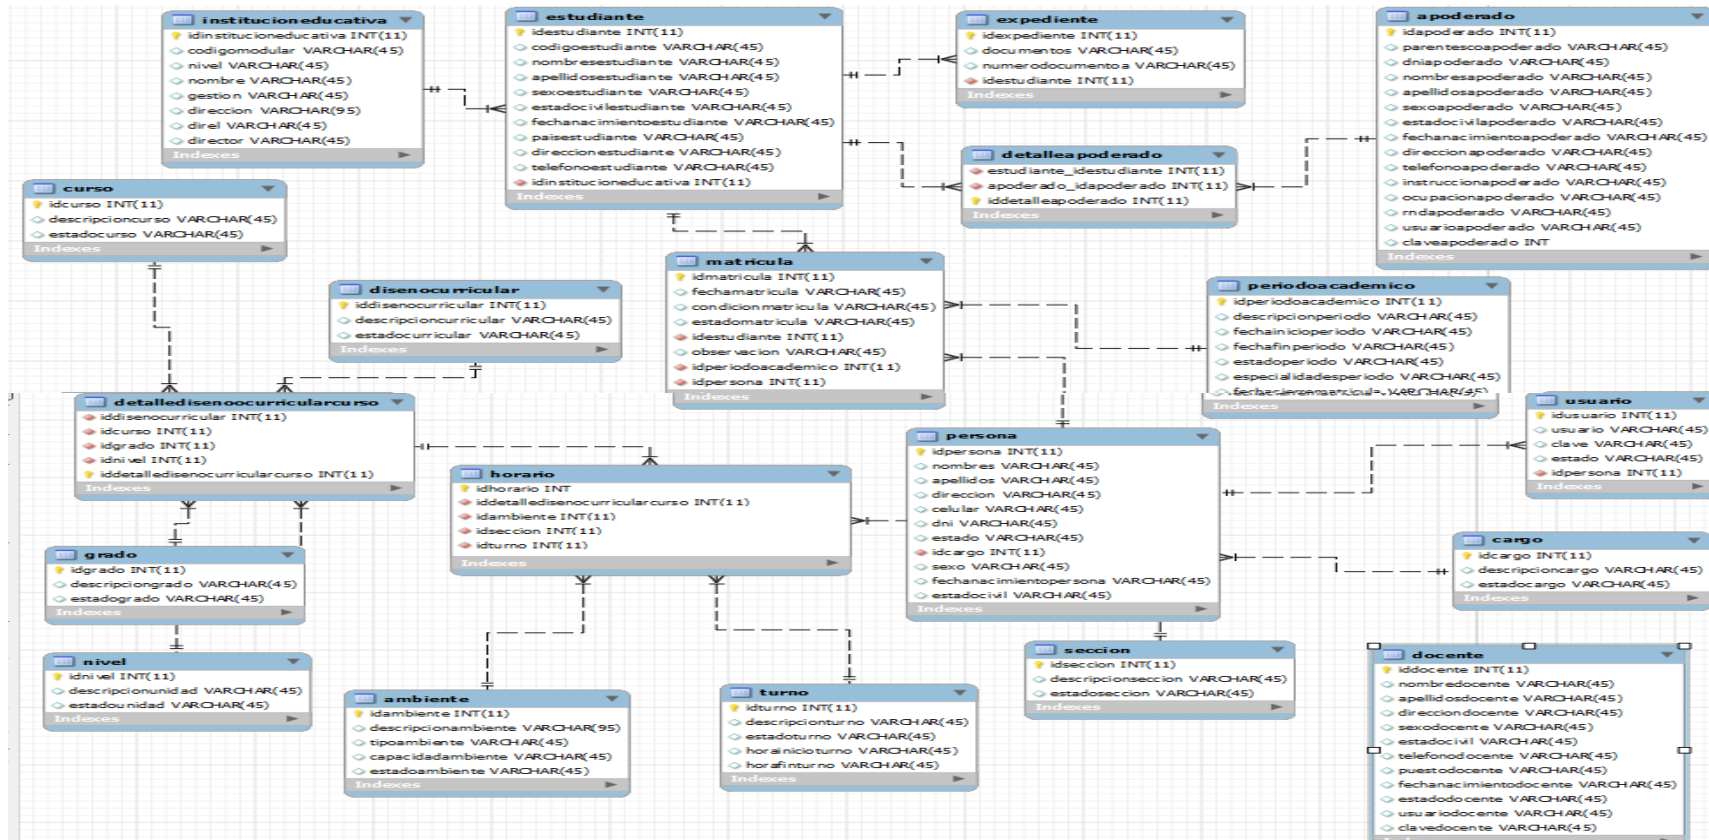 institucioneducativa
idinstitucioneducativa INT(11)
codigomodular VARCHAR(45)
nivel VARCHAR(45)
nombre VARCHAR(45)
gestion VARCHAR(45)
direccion VARCHAR(95)
direl VARCHAR(45)
director VARCHAR(45)
Indexes
estudiante
idestudiante INT(11)
codigoestudiante VARCHAR(45)
nombresestudiante VARCHAR(45)
apellidosestudiante VARCHAR(45)
sexoestudiante VARCHAR(45)
estadocivilestudiante VARCHAR(45)
fechanacimientoestudiante VARCHAR(45)
paisestudiante VARCHAR(45)
direccionestudiante VARCHAR(45)
telefonoestudiante VARCHAR(45)
idinstitucioneducativa INT(11)
Indexes
expediente
idexpediente INT(11)
documentos VARCHAR(45)
numerodocumentoa VARCHAR(45)
idestudiante INT(11)
Indexes
apoderado
idapoderado INT(11)
parentescoapoderado VARCHAR(45)
dniapoderado VARCHAR(45)
nombresapoderado VARCHAR(45)
apellidosapoderado VARCHAR(45)
sexoapoderado VARCHAR(45)
estadocivilapoderado VARCHAR(45)
fechanacimientoapoderado VARCHAR(45)
direccionapoderado VARCHAR(45)
telefonoapoderado VARCHAR(45)
instruccionapoderado VARCHAR(45)
ocupacionapoderado VARCHAR(45)
rndapoderado VARCHAR(45)
usuarioapoderado VARCHAR(45)
claveapoderado INT
Indexes
detalleapoderado
estudiante_idestudiante INT(11)
apoderado_idapoderado INT(11)
iddetalleapoderado INT(11)
Indexes
curso
idcurso INT(11)
descripcioncurso VARCHAR(45)
estadocurso VARCHAR(45)
Indexes
disenocurricular
iddisenocurricular INT(11)
descripcioncurricular VARCHAR(45)
estadocurricular VARCHAR(45)
Indexes
matricula
idmatricula INT(11)
fechamatricula VARCHAR(45)
condicionmatricula VARCHAR(45)
estadomatricula VARCHAR(45)
idestudiante INT(11)
observacion VARCHAR(45)
idperiodoacademico INT(11)
idpersona INT(11)
Indexes
periodoacademico
idperiodoacademico INT(11)
descripcionperiodo VARCHAR(45)
fechainicioperiodo VARCHAR(45)
fechafinperiodo VARCHAR(45)
estadoperiodo VARCHAR(45)
especialidadesperiodo VARCHAR(45)
Indexes
detalledisenoocurricularcurso
iddisenocurricular INT(11)
idcurso INT(11)
idgrado INT(11)
idnivel INT(11)
iddetalledisenocurricularcurso INT(11)
Indexes
horario
idhorario INT
iddetalledisenocurricularcurso INT(11)
idambiente INT(11)
idseccion INT(11)
idturno INT(11)
Indexes
persona
idpersona INT(11)
nombres VARCHAR(45)
apellidos VARCHAR(45)
direccion VARCHAR(45)
celular VARCHAR(45)
dni VARCHAR(45)
estado VARCHAR(45)
idcargo INT(11)
sexo VARCHAR(45)
fechanacimientopersona VARCHAR(45)
estadocivil VARCHAR(45)
Indexes
usuario
idusuario INT(11)
usuario VARCHAR(45)
clave VARCHAR(45)
estado VARCHAR(45)
idpersona INT(11)
Indexes
cargo
idcargo INT(11)
descripcioncargo VARCHAR(45)
estadocargo VARCHAR(45)
Indexes
grado
idgrado INT(11)
descripciongrado VARCHAR(45)
estadogrado VARCHAR(45)
Indexes
nivel
idnivel INT(11)
descripcionunidad VARCHAR(45)
estadounidad VARCHAR(45)
Indexes
ambiente
idambiente INT(11)
descripcionambiente VARCHAR(95)
tipoambiente VARCHAR(45)
capacidadambiente VARCHAR(45)
estadoambiente VARCHAR(45)
Indexes
turno
idturno INT(11)
descripcionturno VARCHAR(45)
estadoturno VARCHAR(45)
horainicioturno VARCHAR(45)
horafinturno VARCHAR(45)
Indexes
seccion
idseccion INT(11)
descripcionseccion VARCHAR(45)
estadoseccion VARCHAR(45)
Indexes
docente
iddocente INT(11)
nombredocente VARCHAR(45)
apellidosdocente VARCHAR(45)
direcciondocente VARCHAR(45)
sexodocente VARCHAR(45)
estadocivil VARCHAR(45)
telefonodocente VARCHAR(45)
puestodocente VARCHAR(45)
fechanacimientodocente VARCHAR(45)
estadodocente VARCHAR(45)
usuariodocente VARCHAR(45)
clavedocente VARCHAR(45)